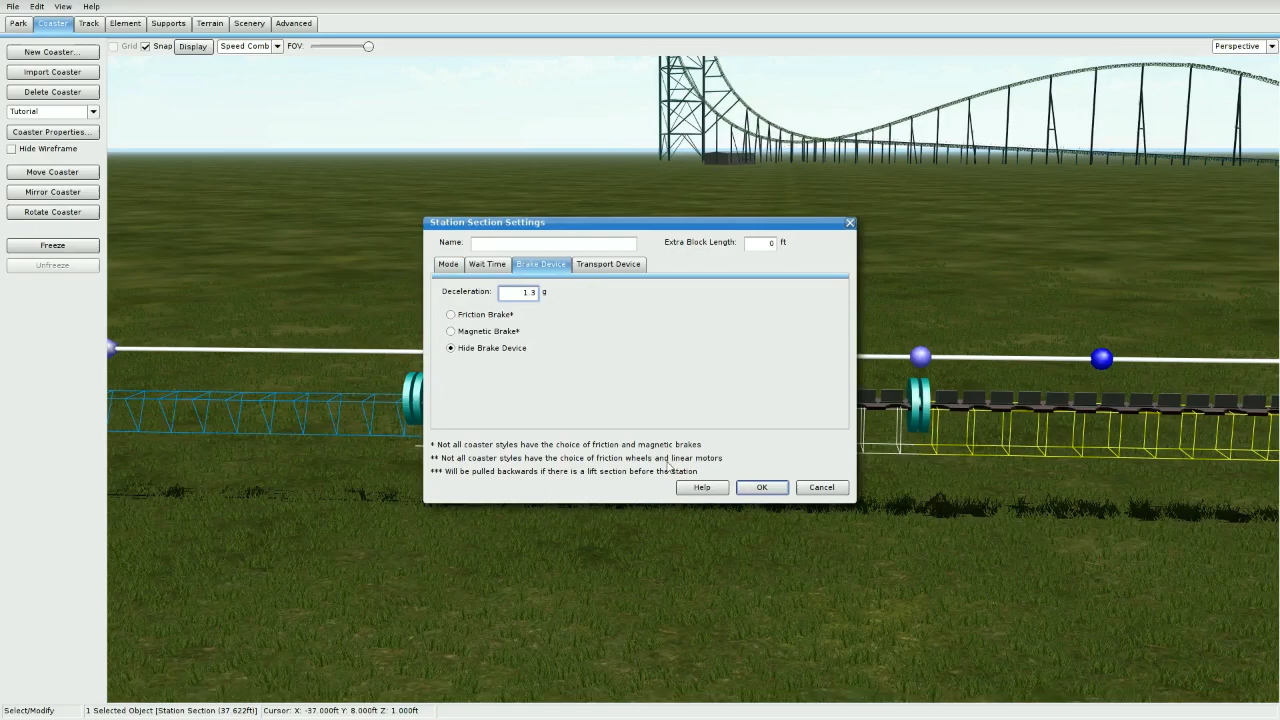 File Edit View Help
Park Coaster Track Element Supports Terrain Scenery Advanced
New Coaster... Grid Snap Display Speed Comb FOV: Perspective
Import Coaster
Delete Coaster
Tutorial
Coaster Properties...
Hide Wireframe
Move Coaster
Mirror Coaster
Rotate Coaster
Freeze
Unfreeze
Station Section Settings
Name: Extra Block Length: 0 ft
Mode Wait Time Brake Device Transport Device
Deceleration: 1.3 g
Friction Brake*
Magnetic Brake*
Hide Brake Device
* Not all coaster styles have the choice of friction and magnetic brakes
** Not all coaster styles have the choice of friction wheels and linear motors
*** Will be pulled backwards if there is a lift section before the station
Help OK Cancel
Select/Modify 1 Selected Object [Station Section (37.622ft)] Cursor: X: -37.000ft Y: 8.000ft Z: 1.000ft